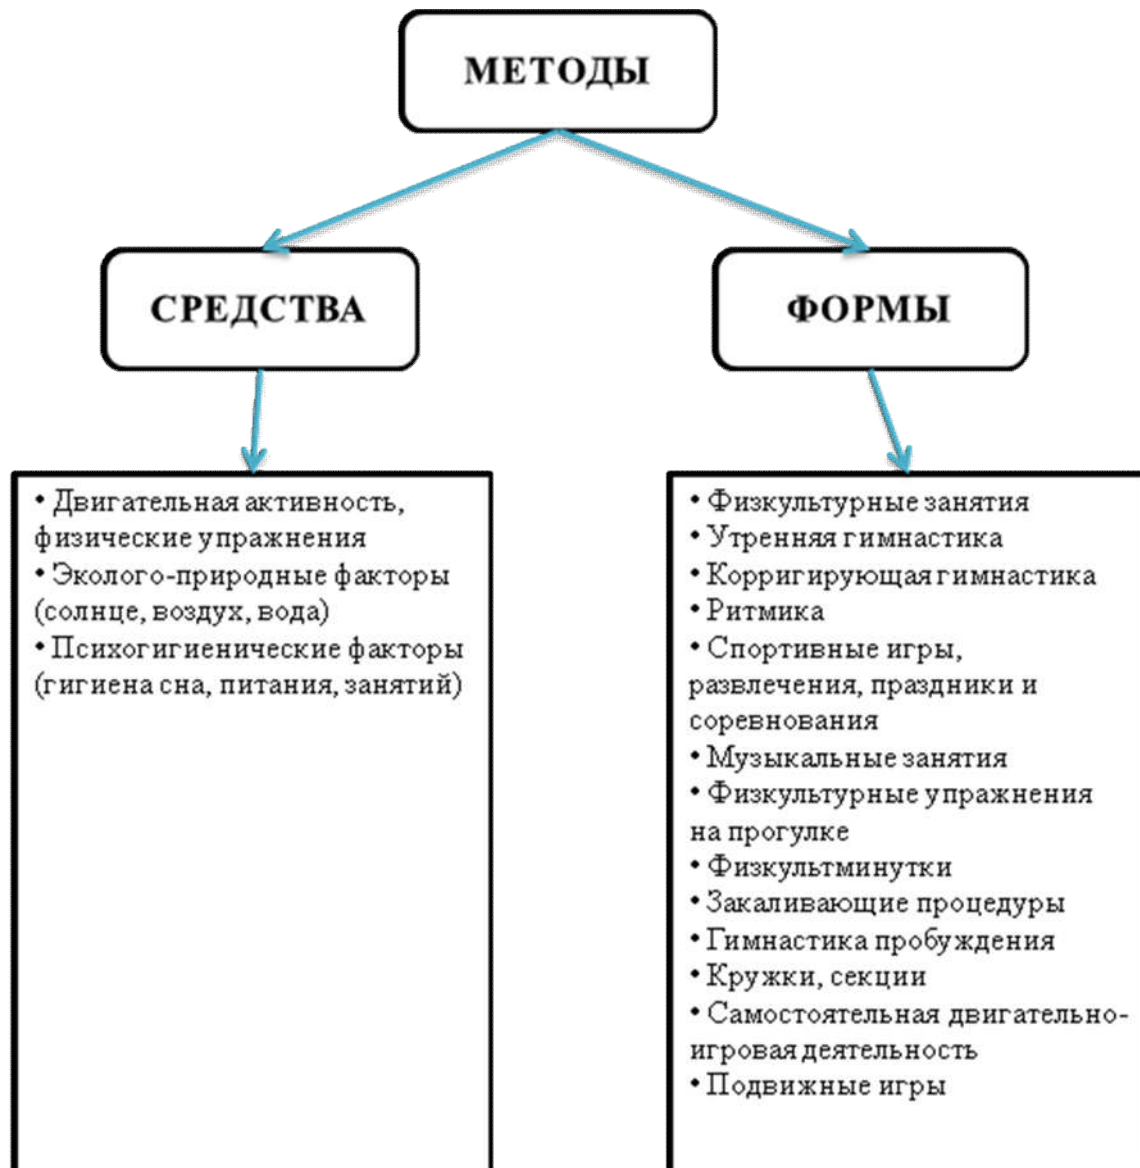 МЕТОДЫ
СРЕДСТВА
ФОРМЫ
• Двигательная активность,
физические упражнения
• Эколого-природные факторы
(солнце, воздух, вода)
• Психогигиенические факторы
(гигиена сна, питания, занятий)
• Физкультурные занятия
• Утренняя гимнастика
• Корригирующая гимнастика
• Ритмика
• Спортивные игры,
развлечения, праздники и
соревнования
• Музыкальные занятия
• Физкультурные упражнения
на прогулке
• Физкультминутки
• Закаливающие процедуры
• Гимнастика пробуждения
• Кружки, секции
• Самостоятельная двигательно-
игровая деятельность
• Подвижные игры